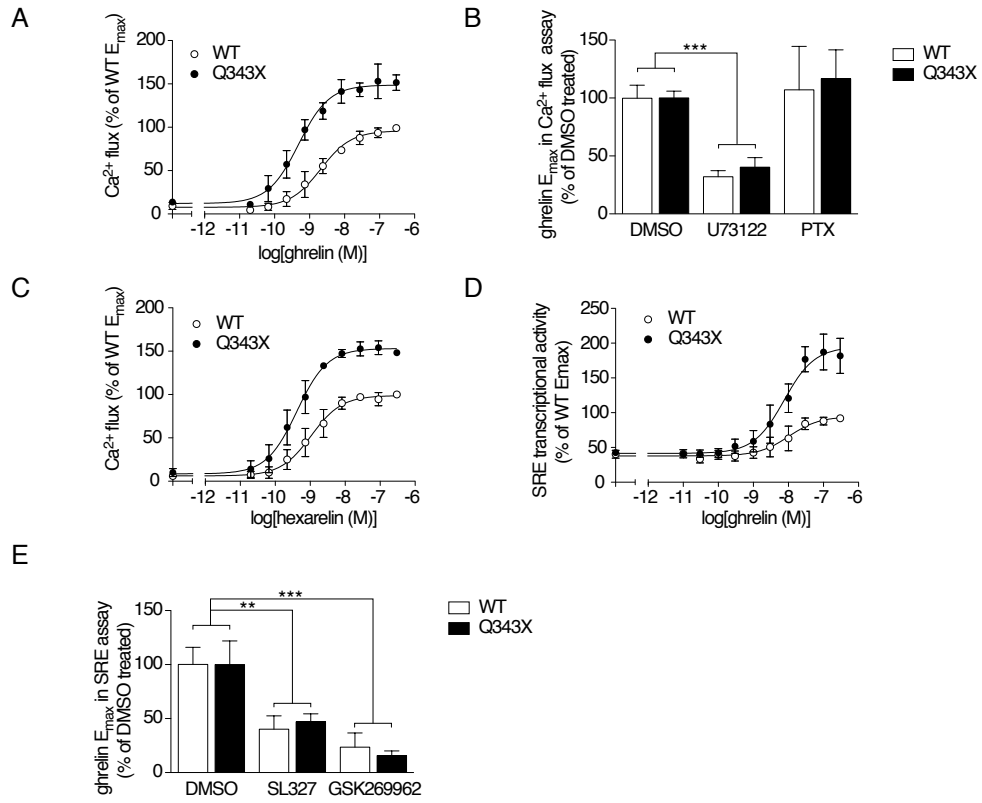 A
Ca²⁺ flux (% of WT Emax)
WT
Q343X
200
150
100
50
0
-12 -12 -11 -10 -9 -8 -7 -6
log[ghrelin (M)]
B
ghrelin Emax in Ca²⁺ flux assay
(% of DMSO treated)
150
100
50
0
***
WT
Q343X
DMSO U73122 PTX
C
Ca²⁺ flux (% of WT Emax)
WT
Q343X
200
150
100
50
0
-12 -12 -11 -10 -9 -8 -7 -6
log[hexarelin (M)]
D
SRE transcriptional activity
(% of WT Emax)
WT
Q343X
250
200
150
100
50
0
-12 -12 -11 -10 -9 -8 -7 -6
log[ghrelin (M)]
E
ghrelin Emax in SRE assay
(% of DMSO treated)
150
100
50
0
***
**
WT
Q343X
DMSO SL327 GSK269962